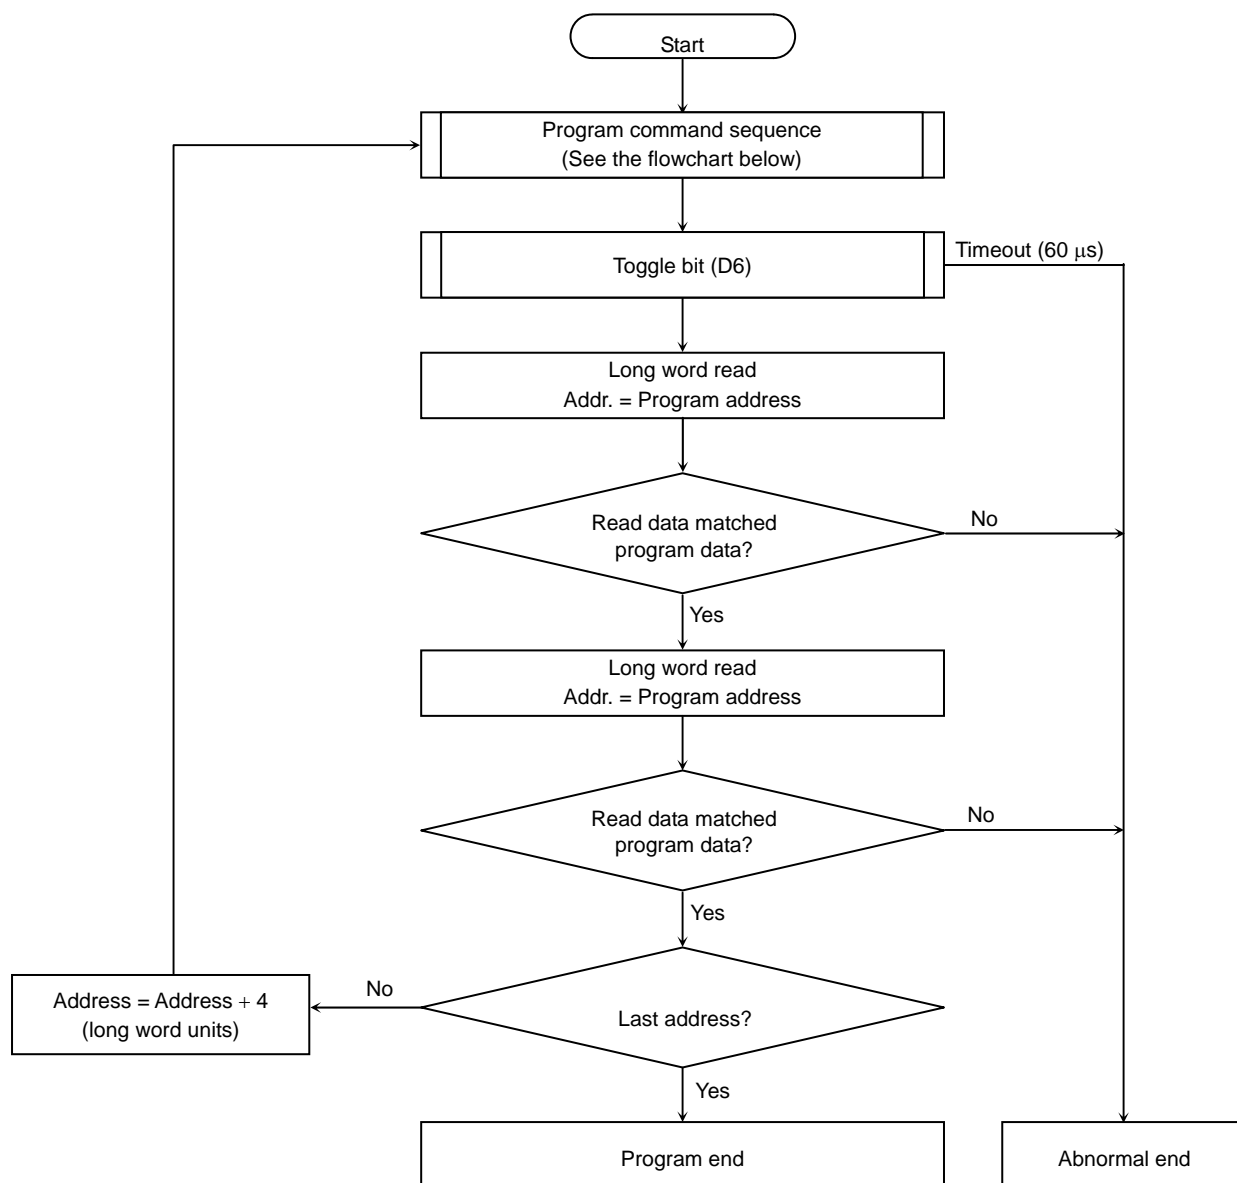 Start
Program command sequence
(See the flowchart below)
Toggle bit (D6)
Timeout (60 μs)
Long word read
Addr. = Program address
Read data matched
program data?
No
Yes
Long word read
Addr. = Program address
Read data matched
program data?
No
Yes
Last address?
No
Address = Address + 4
(long word units)
Yes
Program end
Abnormal end